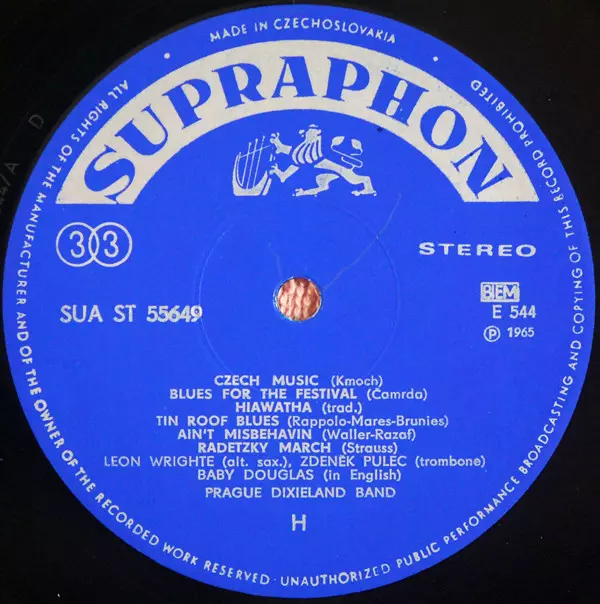 MADE IN CZECHOSLOVAKIA
SUPRAPHON
33
STEREO
SUA ST 55649
BIEM
E 544
℗ 1965
CZECH MUSIC (Kmoch)
BLUES FOR THE FESTIVAL (Čamrda)
HIAWATHA (trad.)
TIN ROOF BLUES (Rappolo-Mares-Brunies)
AIN'T MISBEHAVIN (Waller-Razaf)
RADETZKY MARCH (Strauss)
LEON WRIGHTE (alt. sax.), ZDENĚK PULEC (trombone)
BABY DOUGLAS (in English)
PRAGUE DIXIELAND BAND
H
ALL RIGHTS OF THE MANUFACTURER AND OF THE OWNER OF THE RECORDED WORK RESERVED · UNAUTHORIZED PUBLIC PERFORMANCE BROADCASTING AND COPYING OF THIS RECORD PROHIBITED